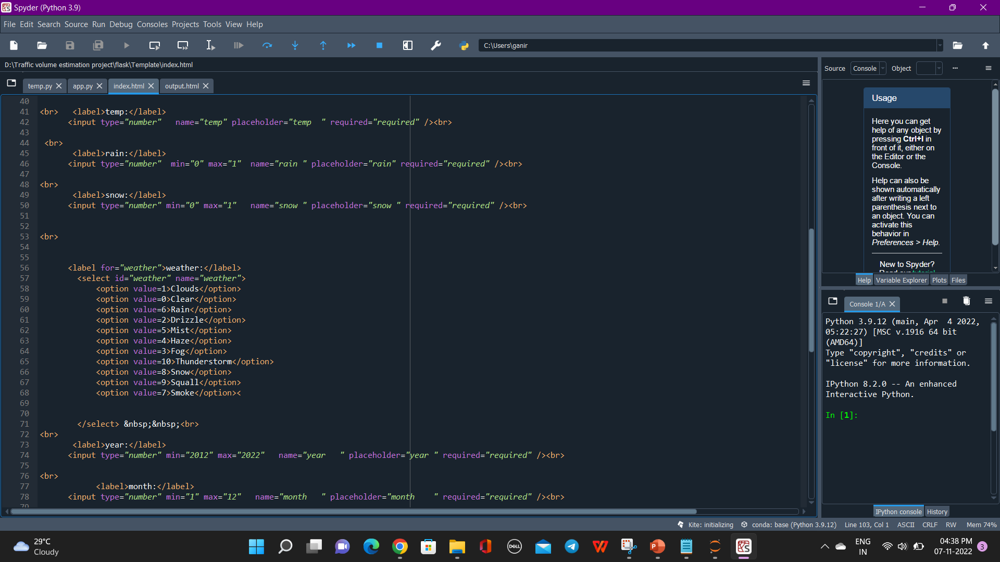 Spyder (Python 3.9)
File Edit Search Source Run Debug Consoles Projects Tools View Help
C:\Users\ganir
D:\Traffic volume estimation project\flask\Template\index.html
temp.py app.py index.html output.html
40
41 <br>   <label>temp:</label>
42       <input type="number"   name="temp" placeholder="temp  " required="required" /><br>
43
44  <br>
45        <label>rain:</label>
46       <input type="number"  min="0" max="1"  name="rain " placeholder="rain" required="required" /><br>
47
48 <br>
49        <label>snow:</label>
50       <input type="number" min="0" max="1"   name="snow " placeholder="snow " required="required" /><br>
51
52
53 <br>
54
55
56       <label for="weather">weather:</label>
57         <select id="weather" name="weather">
58             <option value=1>Clouds</option>
59             <option value=0>Clear</option>
60             <option value=6>Rain</option>
61             <option value=2>Drizzle</option>
62             <option value=5>Mist</option>
63             <option value=4>Haze</option>
64             <option value=3>Fog</option>
65             <option value=10>Thunderstorm</option>
66             <option value=8>Snow</option>
67             <option value=9>Squall</option>
68             <option value=7>Smoke</option><
69
70
71         </select> &nbsp;&nbsp;<br>
72 <br>
73        <label>year:</label>
74       <input type="number" min="2012" max="2022"   name="year   " placeholder="year " required="required" /><br>
75
76 <br>
77             <label>month:</label>
78       <input type="number" min="1" max="12"   name="month   " placeholder="month    " required="required" /><br>
79
Source Console Object
Usage
Here you can get
help of any object by
pressing Ctrl+I in
front of it, either on
the Editor or the
Console.
Help can also be
shown automatically
after writing a left
parenthesis next to
an object. You can
activate this
behavior in
Preferences > Help.
New to Spyder?
Read our tutorial
Help Variable Explorer Plots Files
Console 1/A
Python 3.9.12 (main, Apr  4 2022,
05:22:27) [MSC v.1916 64 bit
(AMD64)]
Type "copyright", "credits" or
"license" for more information.
IPython 8.2.0 -- An enhanced
Interactive Python.
In [1]:
IPython console History
Kite: initializing conda: base (Python 3.9.12) Line 103, Col 1 ASCII CRLF RW Mem 74%
29°C
Cloudy
DELL
ENG
IN
04:38 PM
07-11-2022
3